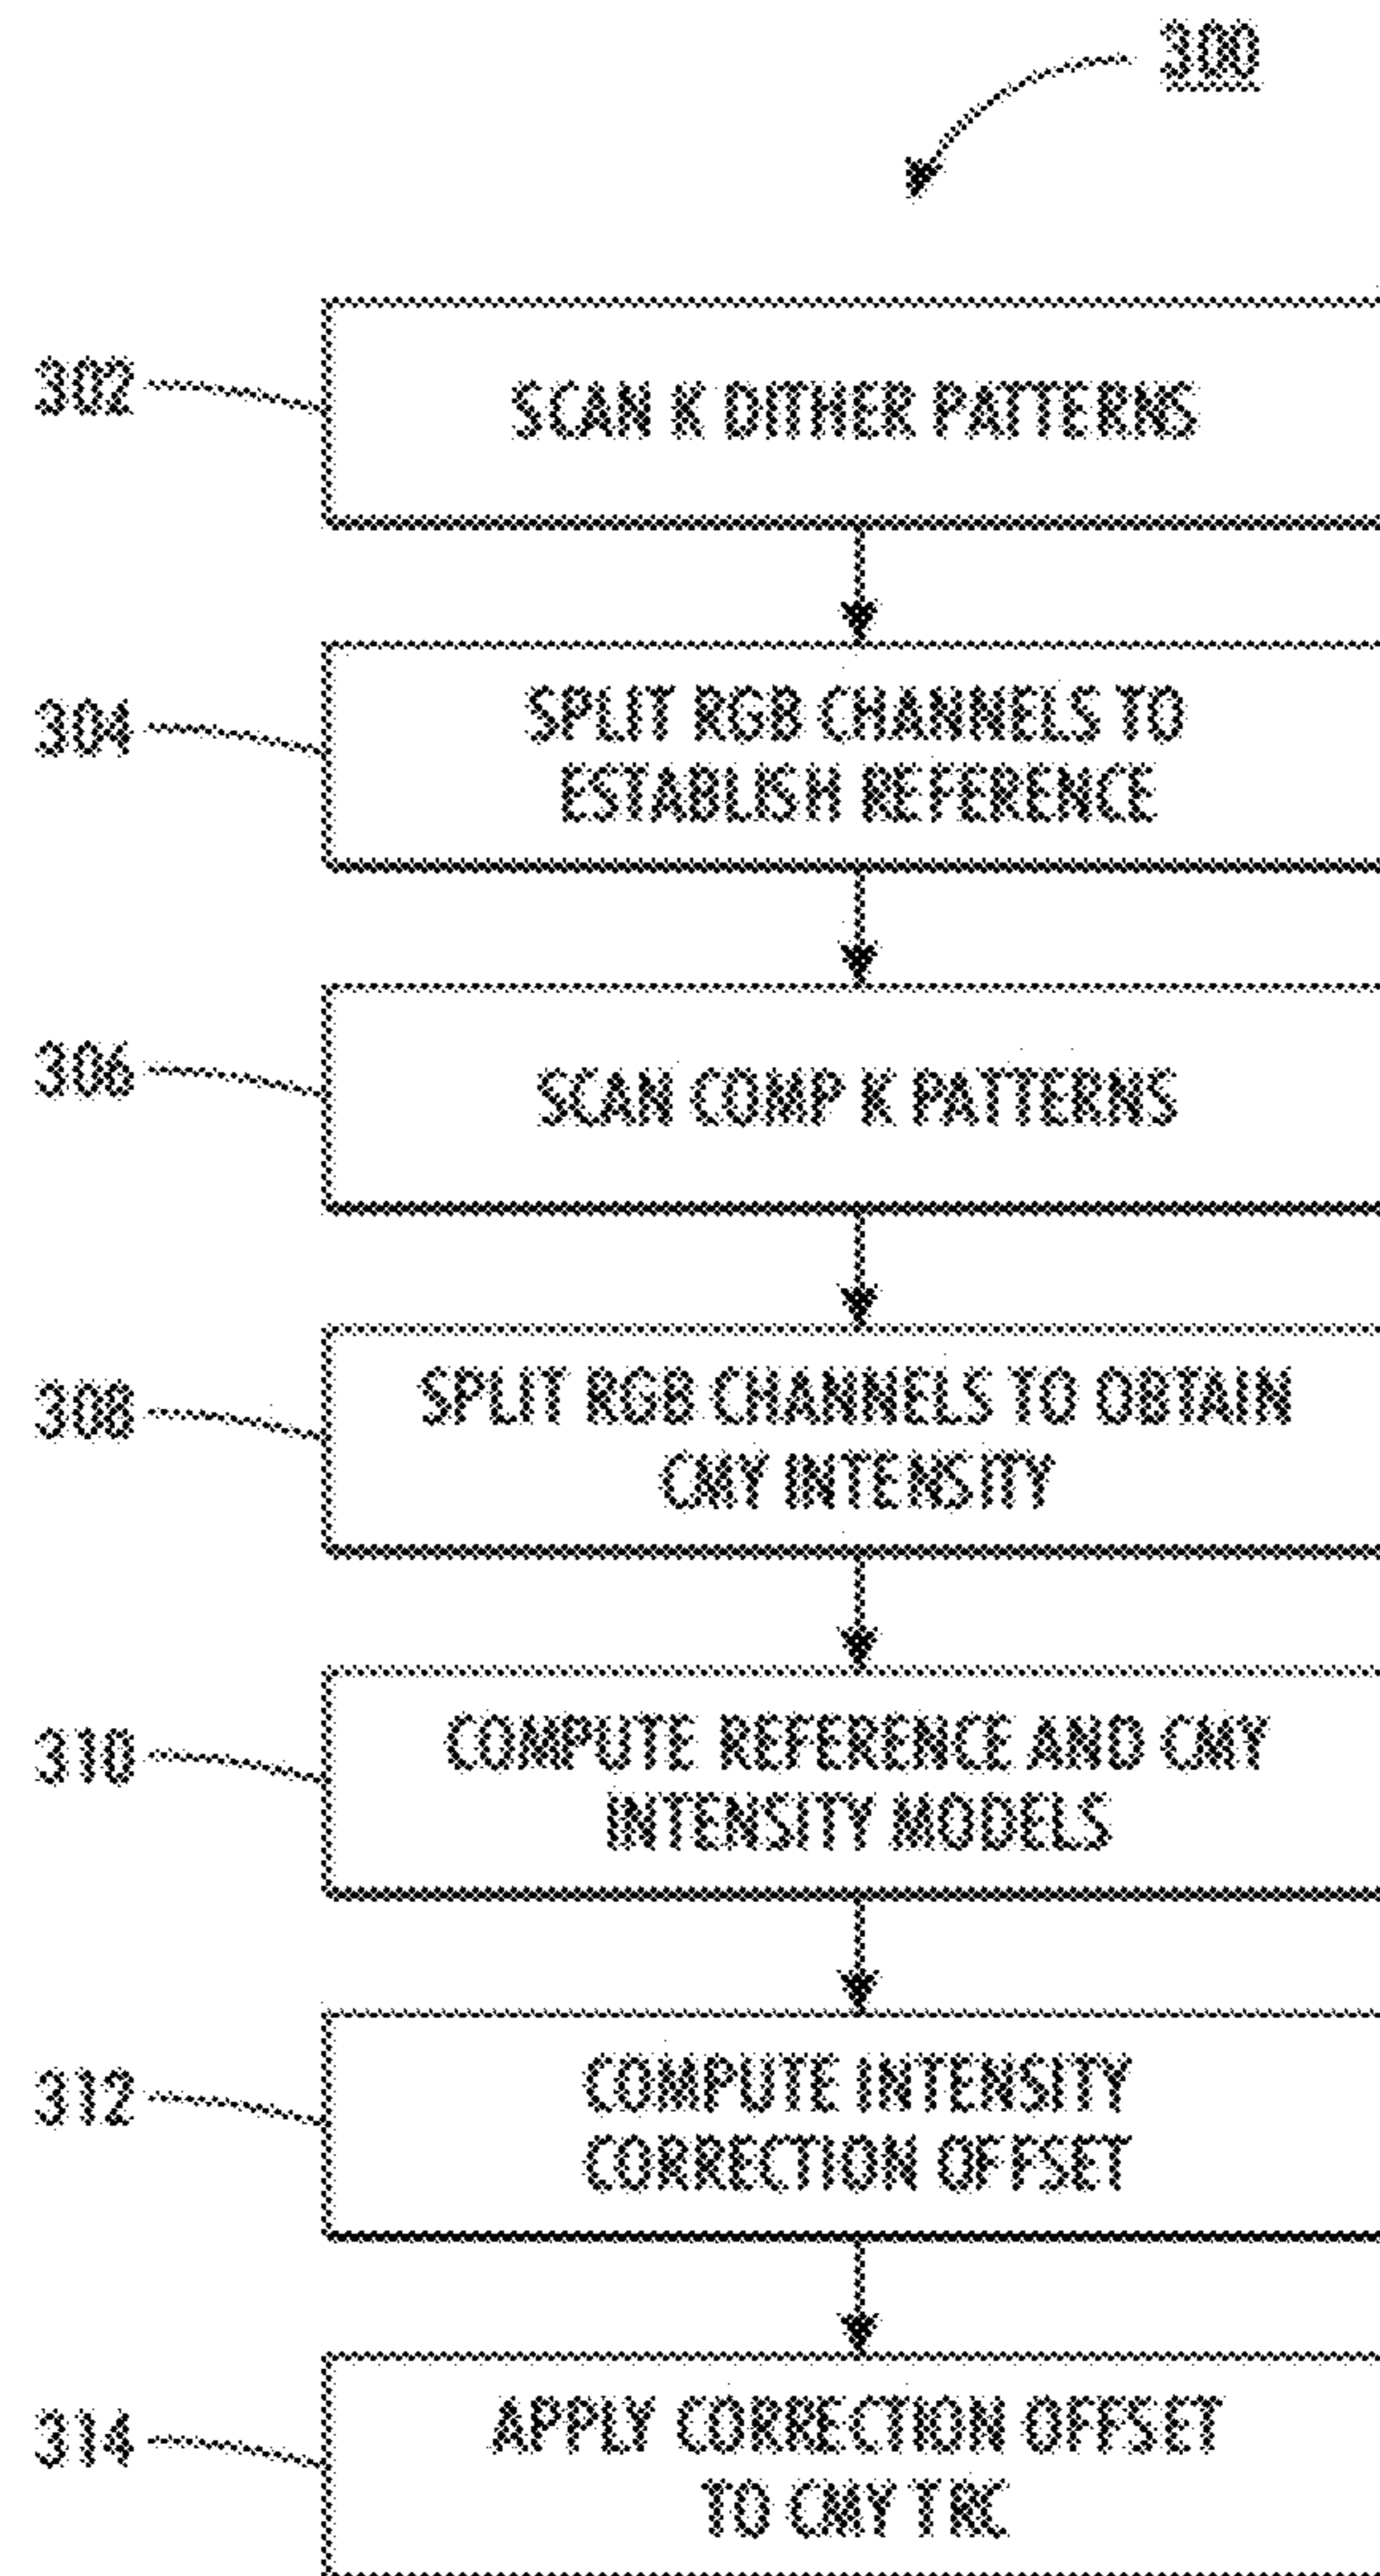 300
302
SCAN K DITHER PATTERNS
304
SPLIT RGB CHANNELS TO
ESTABLISH REFERENCE
306
SCAN COMP K PATTERNS
308
SPLIT RGB CHANNELS TO OBTAIN
CMY INTENSITY
310
COMPUTE REFERENCE AND CMY
INTENSITY MODELS
312
COMPUTE INTENSITY
CORRECTION OFFSET
314
APPLY CORRECTION OFFSET
TO CMY TRC